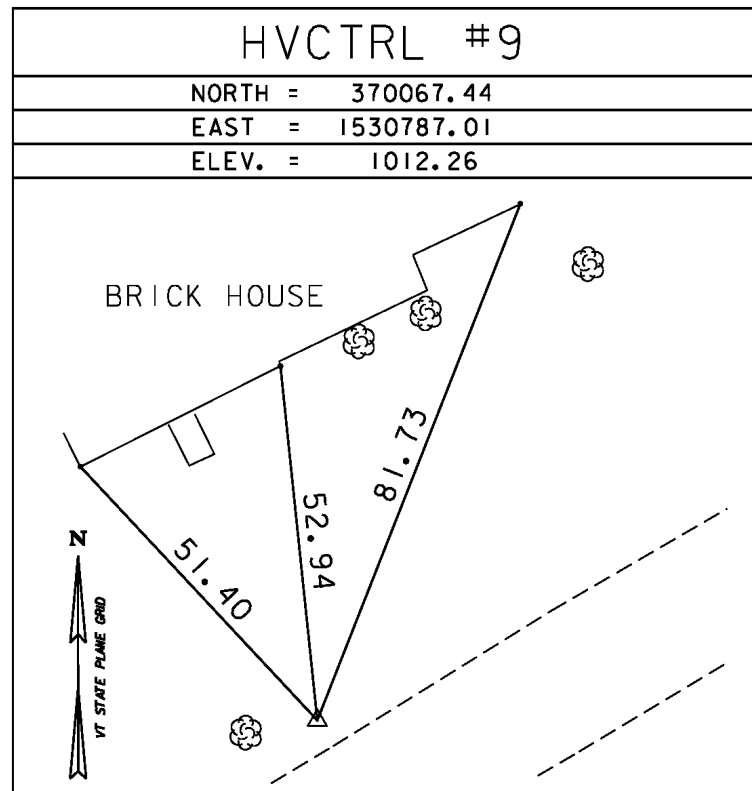 HVCTRL #9
NORTH = 370067.44
EAST = 1530787.01
ELEV. = 1012.26
BRICK HOUSE
81.73
52.94
51.40
N
VT STATE PLANE GRID